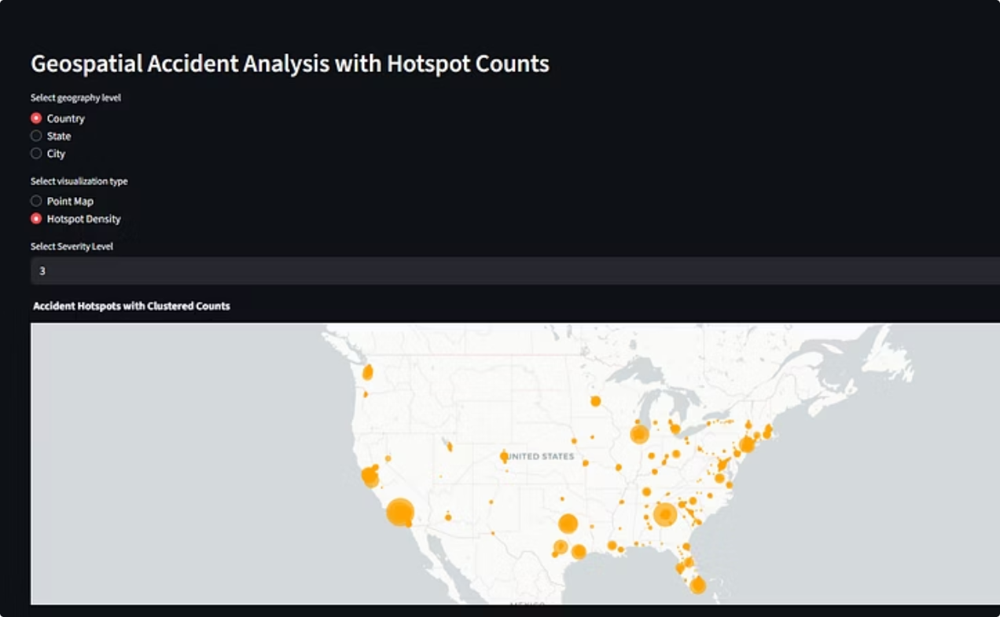 Geospatial Accident Analysis with Hotspot Counts
Select geography level
Country
State
City
Select visualization type
Point Map
Hotspot Density
Select Severity Level
3
Accident Hotspots with Clustered Counts
UNITED STATES
MEXICO